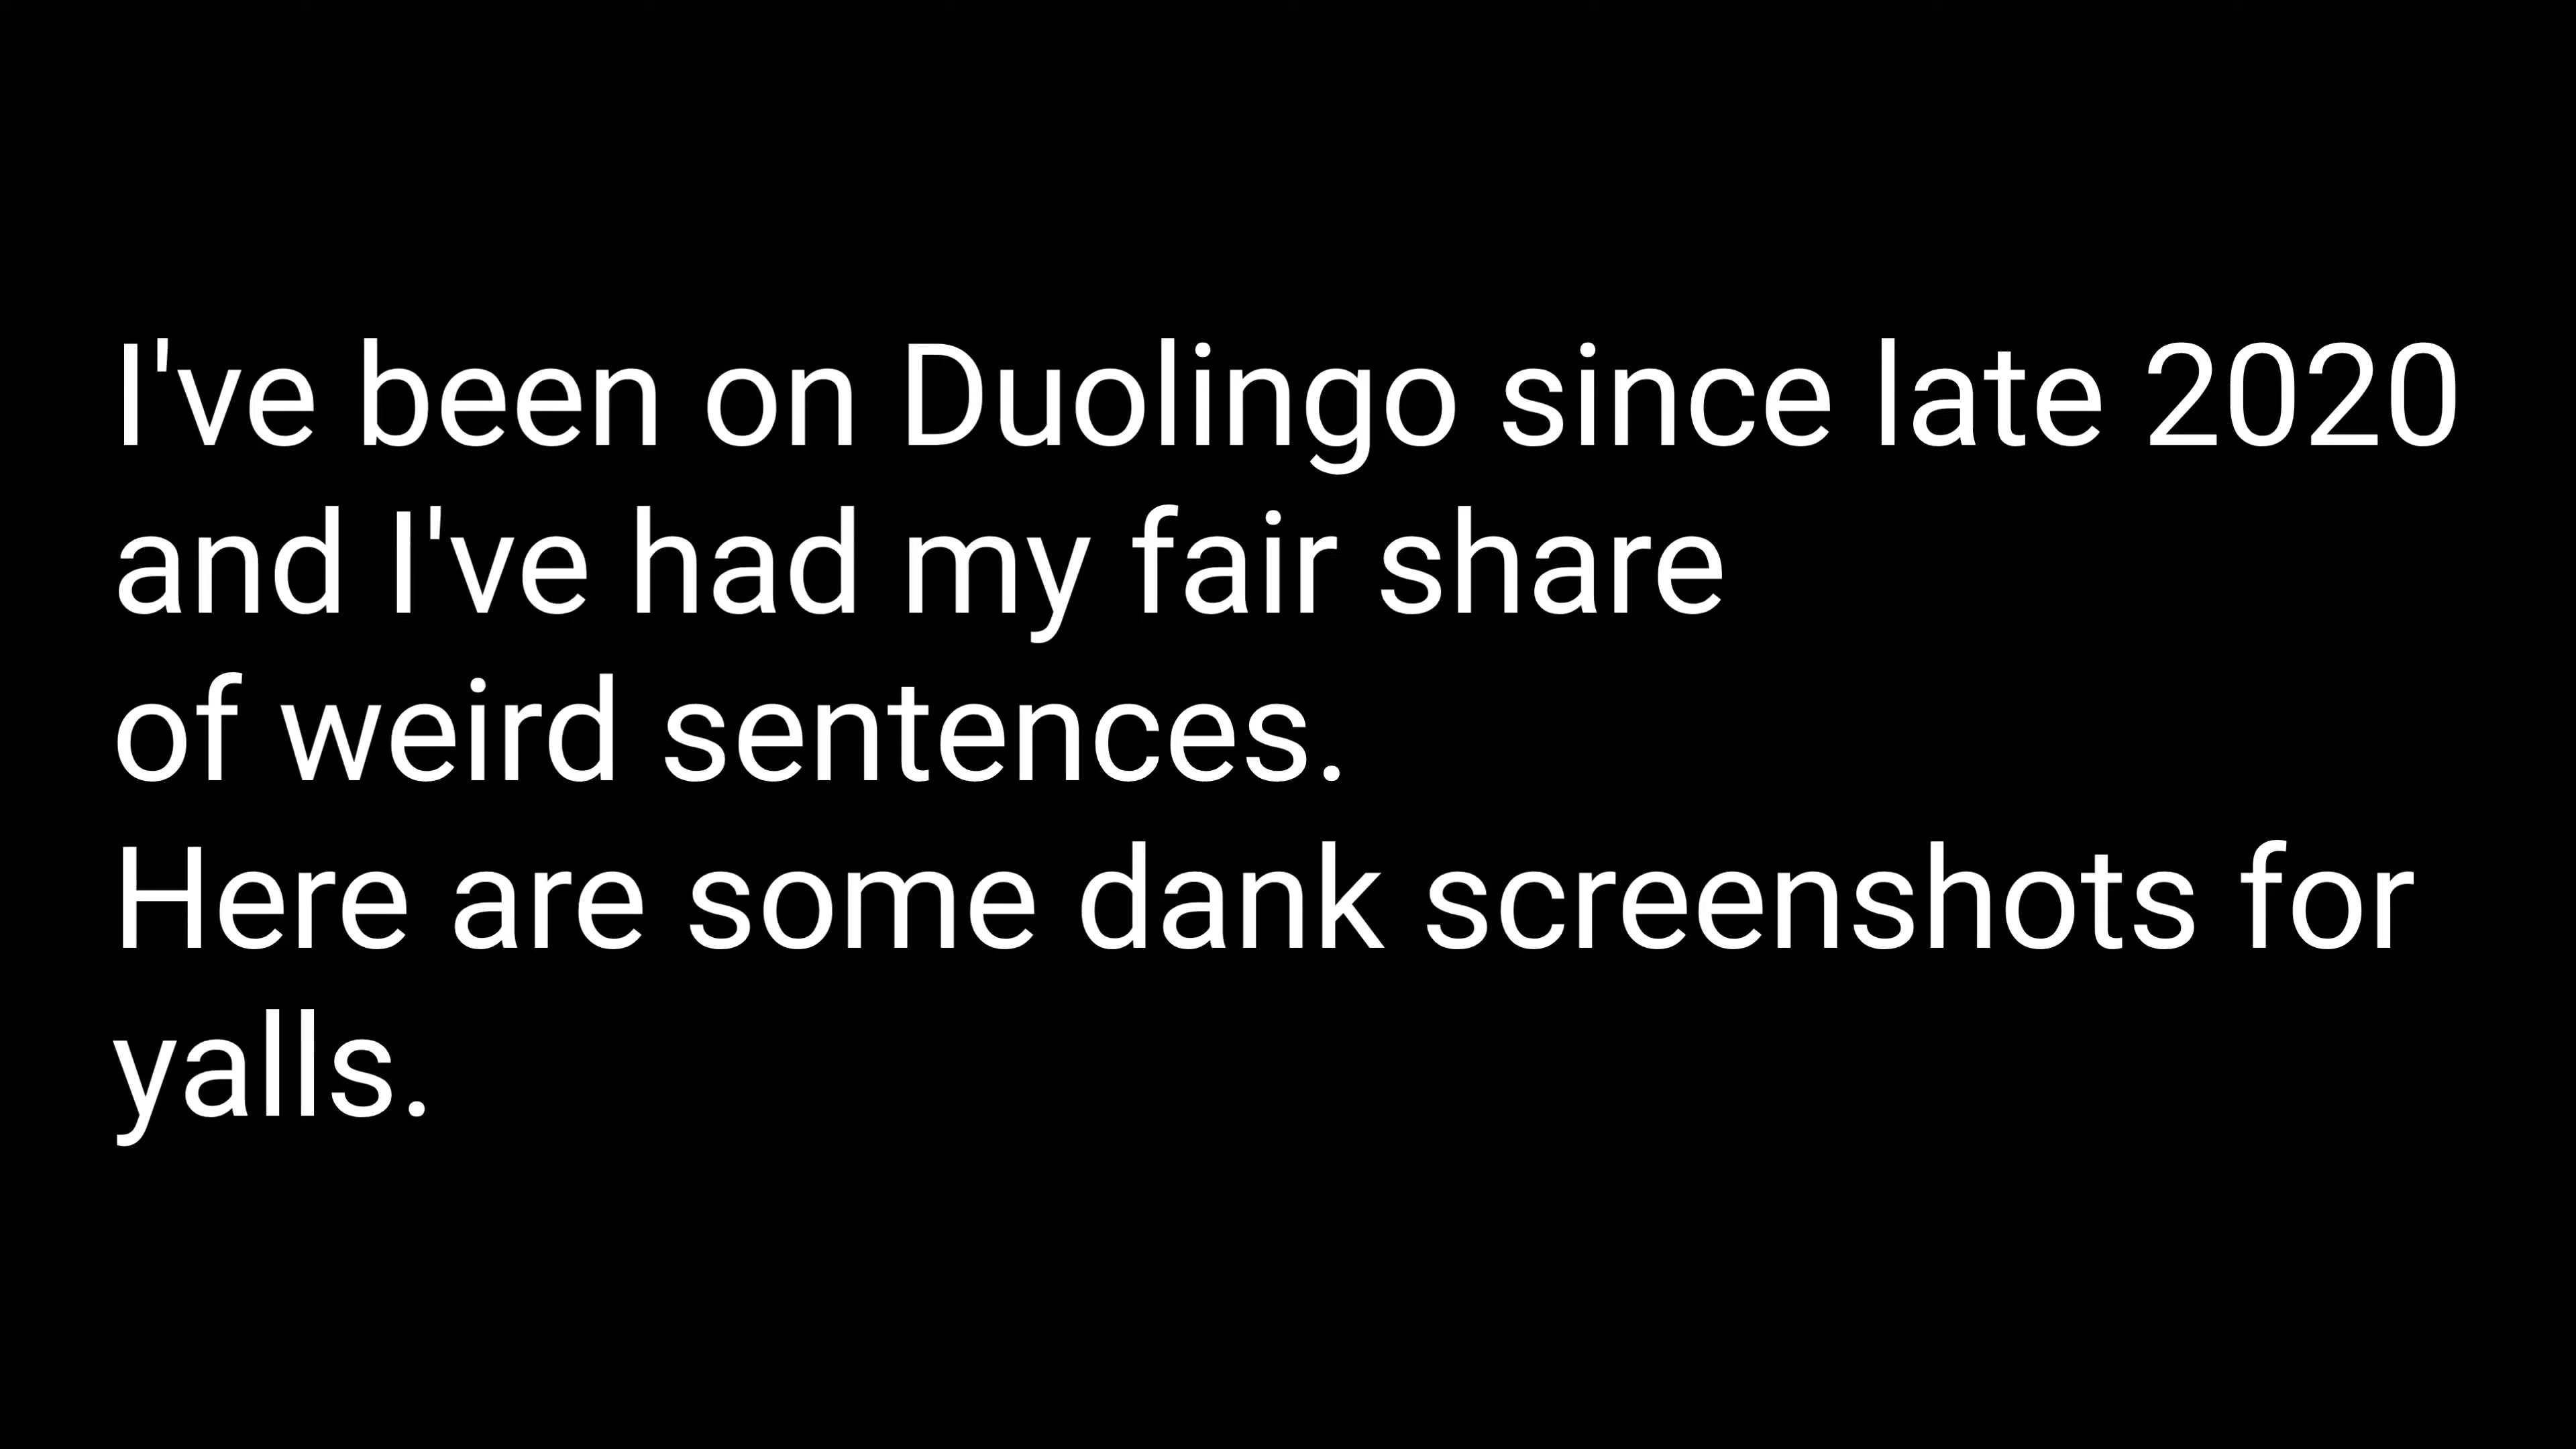 I've been on Duolingo since late 2020
and I've had my fair share
of weird sentences.
Here are some dank screenshots for
yalls.